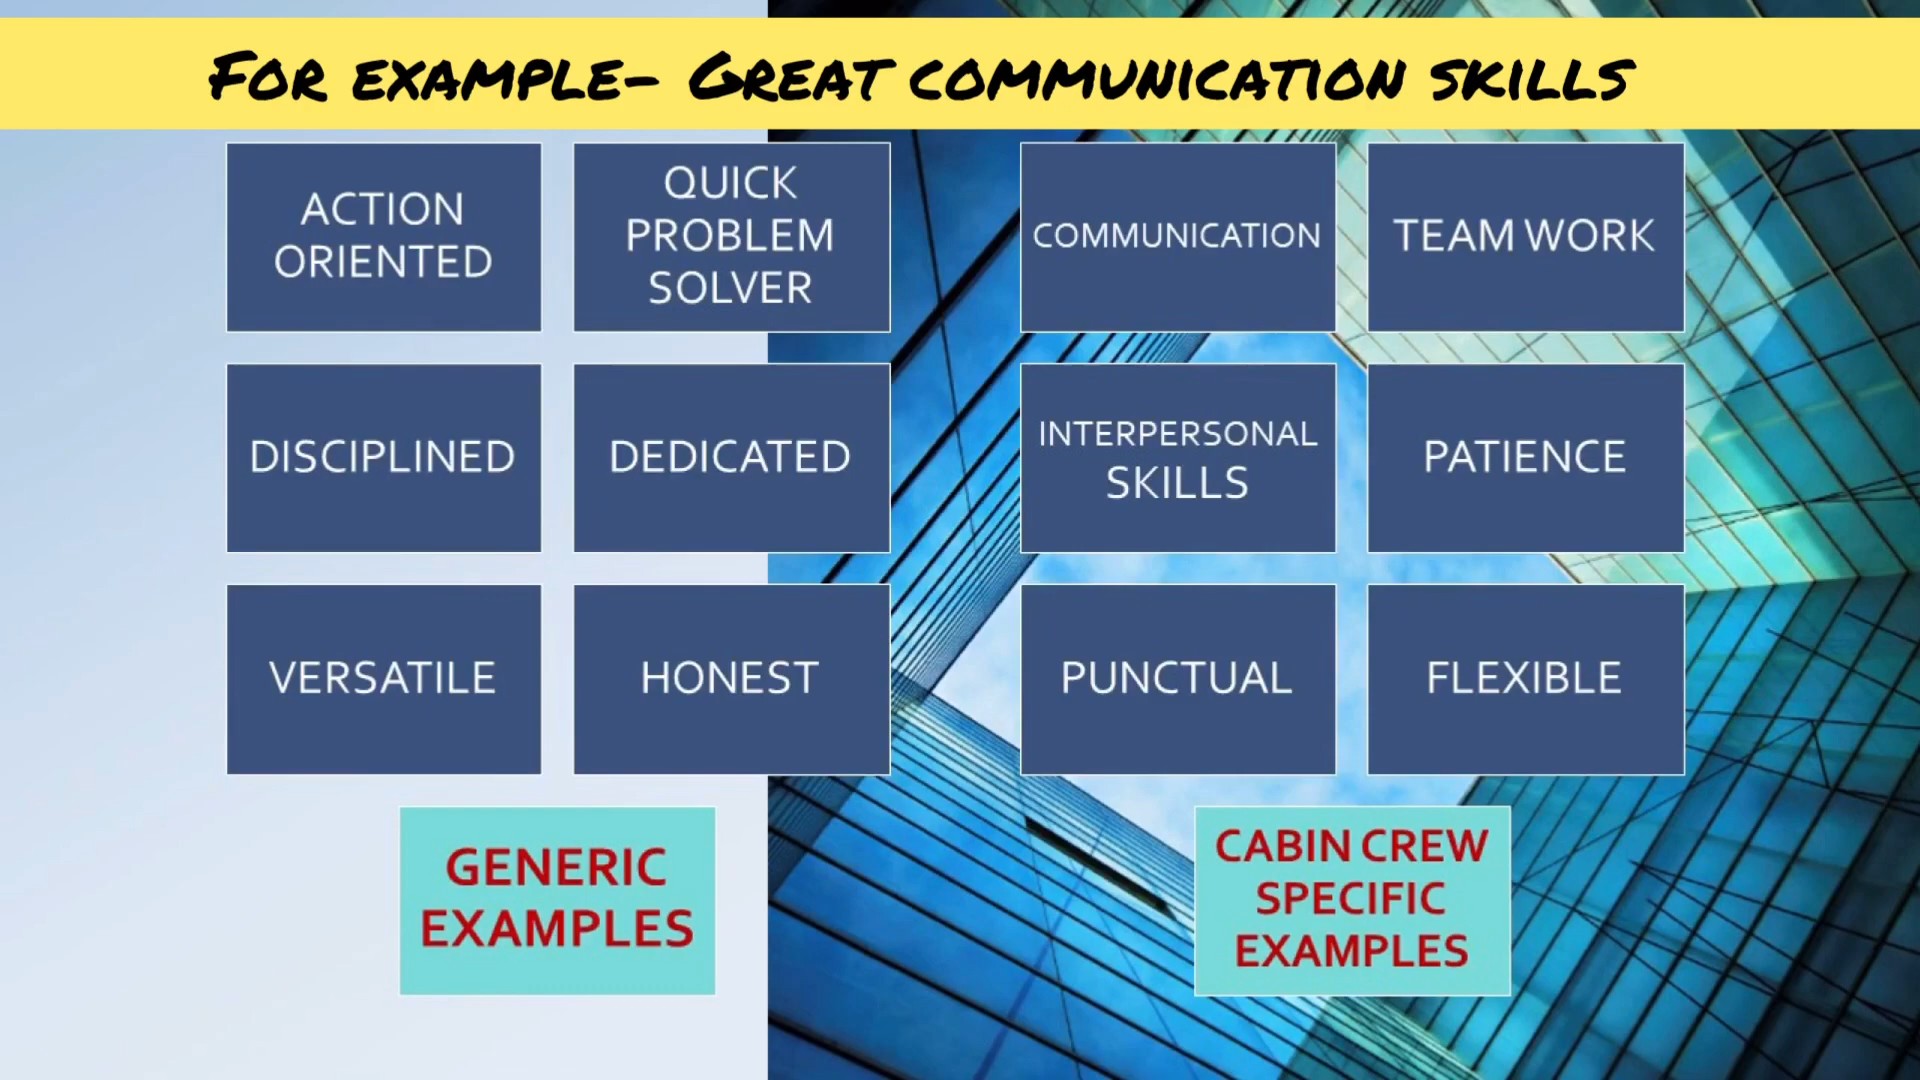 FOR EXAMPLE- GREAT COMMUNICATION SKILLS
ACTION
ORIENTED
QUICK
PROBLEM
SOLVER
DISCIPLINED
DEDICATED
VERSATILE
HONEST
GENERIC
EXAMPLES
COMMUNICATION
TEAM WORK
INTERPERSONAL
SKILLS
PATIENCE
PUNCTUAL
FLEXIBLE
CABIN CREW
SPECIFIC
EXAMPLES